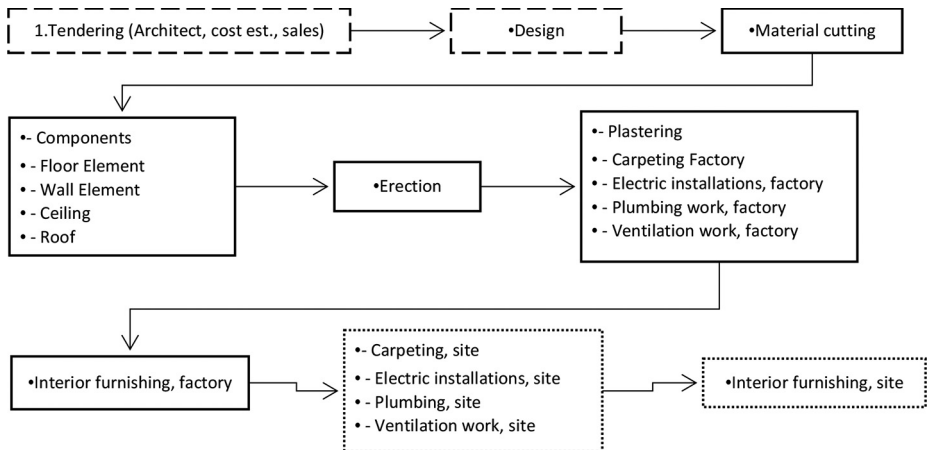 1.Tendering (Architect, cost est., sales)
•Design
•Material cutting
•- Components
• - Floor Element
• - Wall Element
• - Ceiling
• - Roof
•Erection
•- Plastering
• - Carpeting Factory
• - Electric installations, factory
• - Plumbing work, factory
• - Ventilation work, factory
•Interior furnishing, factory
•- Carpeting, site
• - Electric installations, site
• - Plumbing, site
• - Ventilation work, site
•Interior furnishing, site